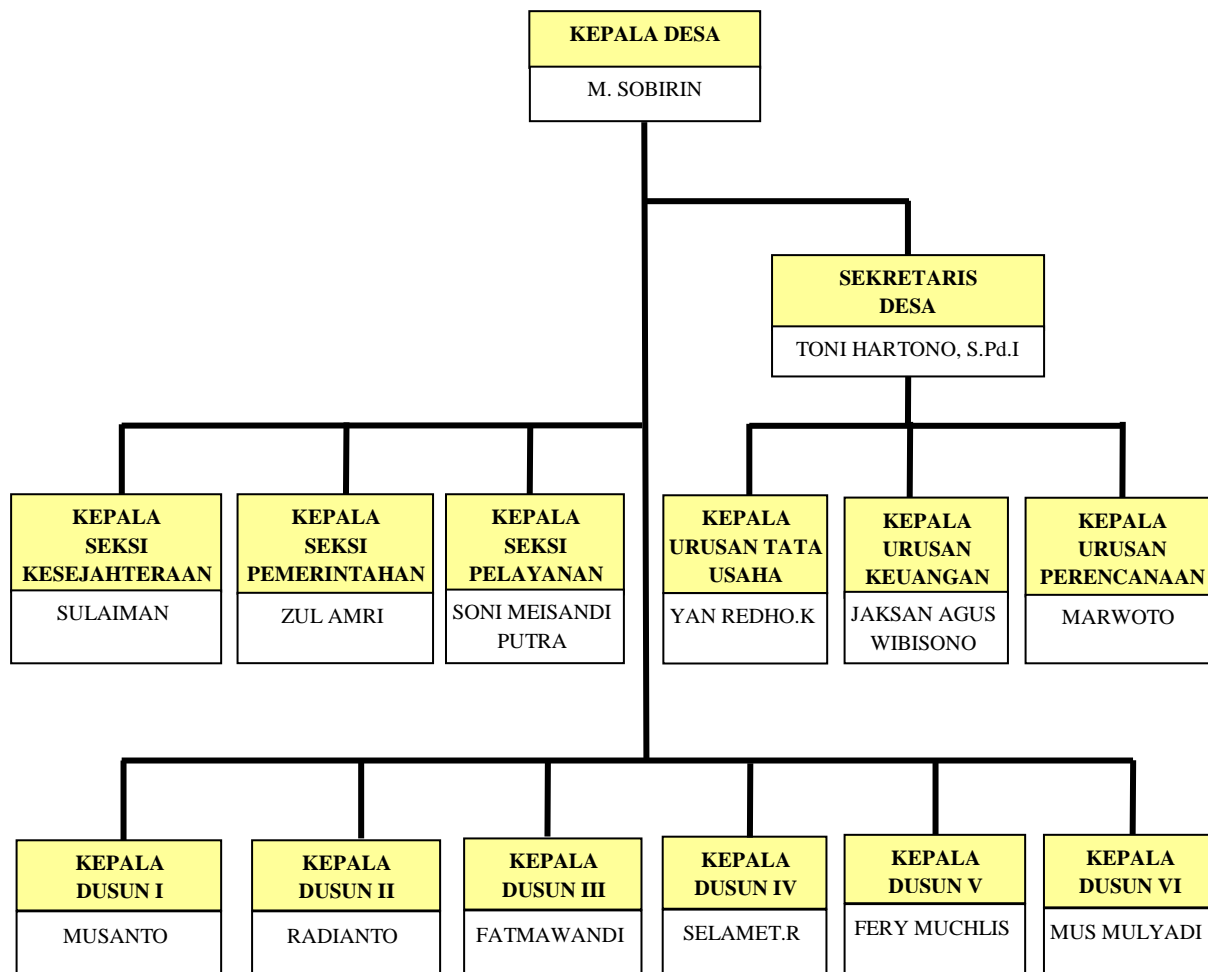 KEPALA DESA
M. SOBIRIN
SEKRETARIS
DESA
TONI HARTONO, S.Pd.I
KEPALA
SEKSI
KESEJAHTERAAN
SULAIMAN
KEPALA
SEKSI
PEMERINTAHAN
ZUL AMRI
KEPALA
SEKSI
PELAYANAN
SONI MEISANDI
PUTRA
KEPALA
URUSAN TATA
USAHA
YAN REDHO.K
KEPALA
URUSAN
KEUANGAN
JAKSAN AGUS
WIBISONO
KEPALA
URUSAN
PERENCANAAN
MARWOTO
KEPALA
DUSUN I
MUSANTO
KEPALA
DUSUN II
RADIANTO
KEPALA
DUSUN III
FATMAWANDI
KEPALA
DUSUN IV
SELAMET.R
KEPALA
DUSUN V
FERY MUCHLIS
KEPALA
DUSUN VI
MUS MULYADI